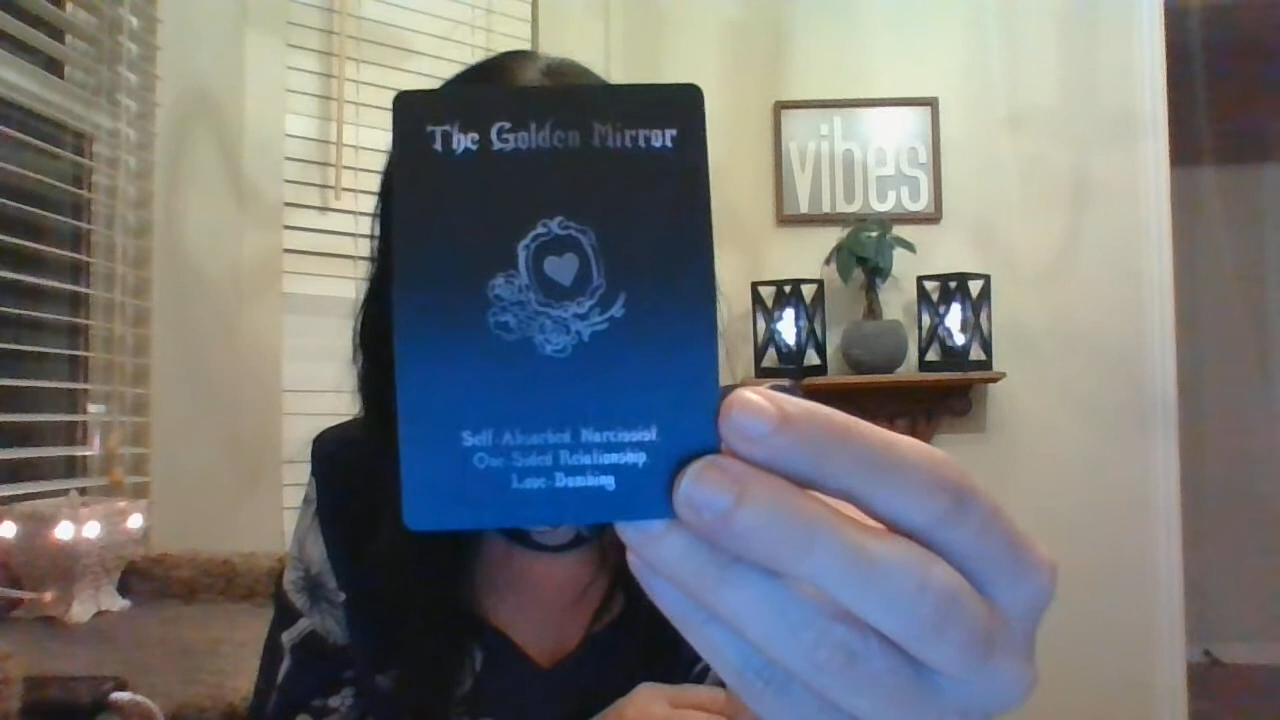 The Golden Mirror
vibes
Self-Absorbed Narcissist
One-Sided Relationship
Love-Bombing